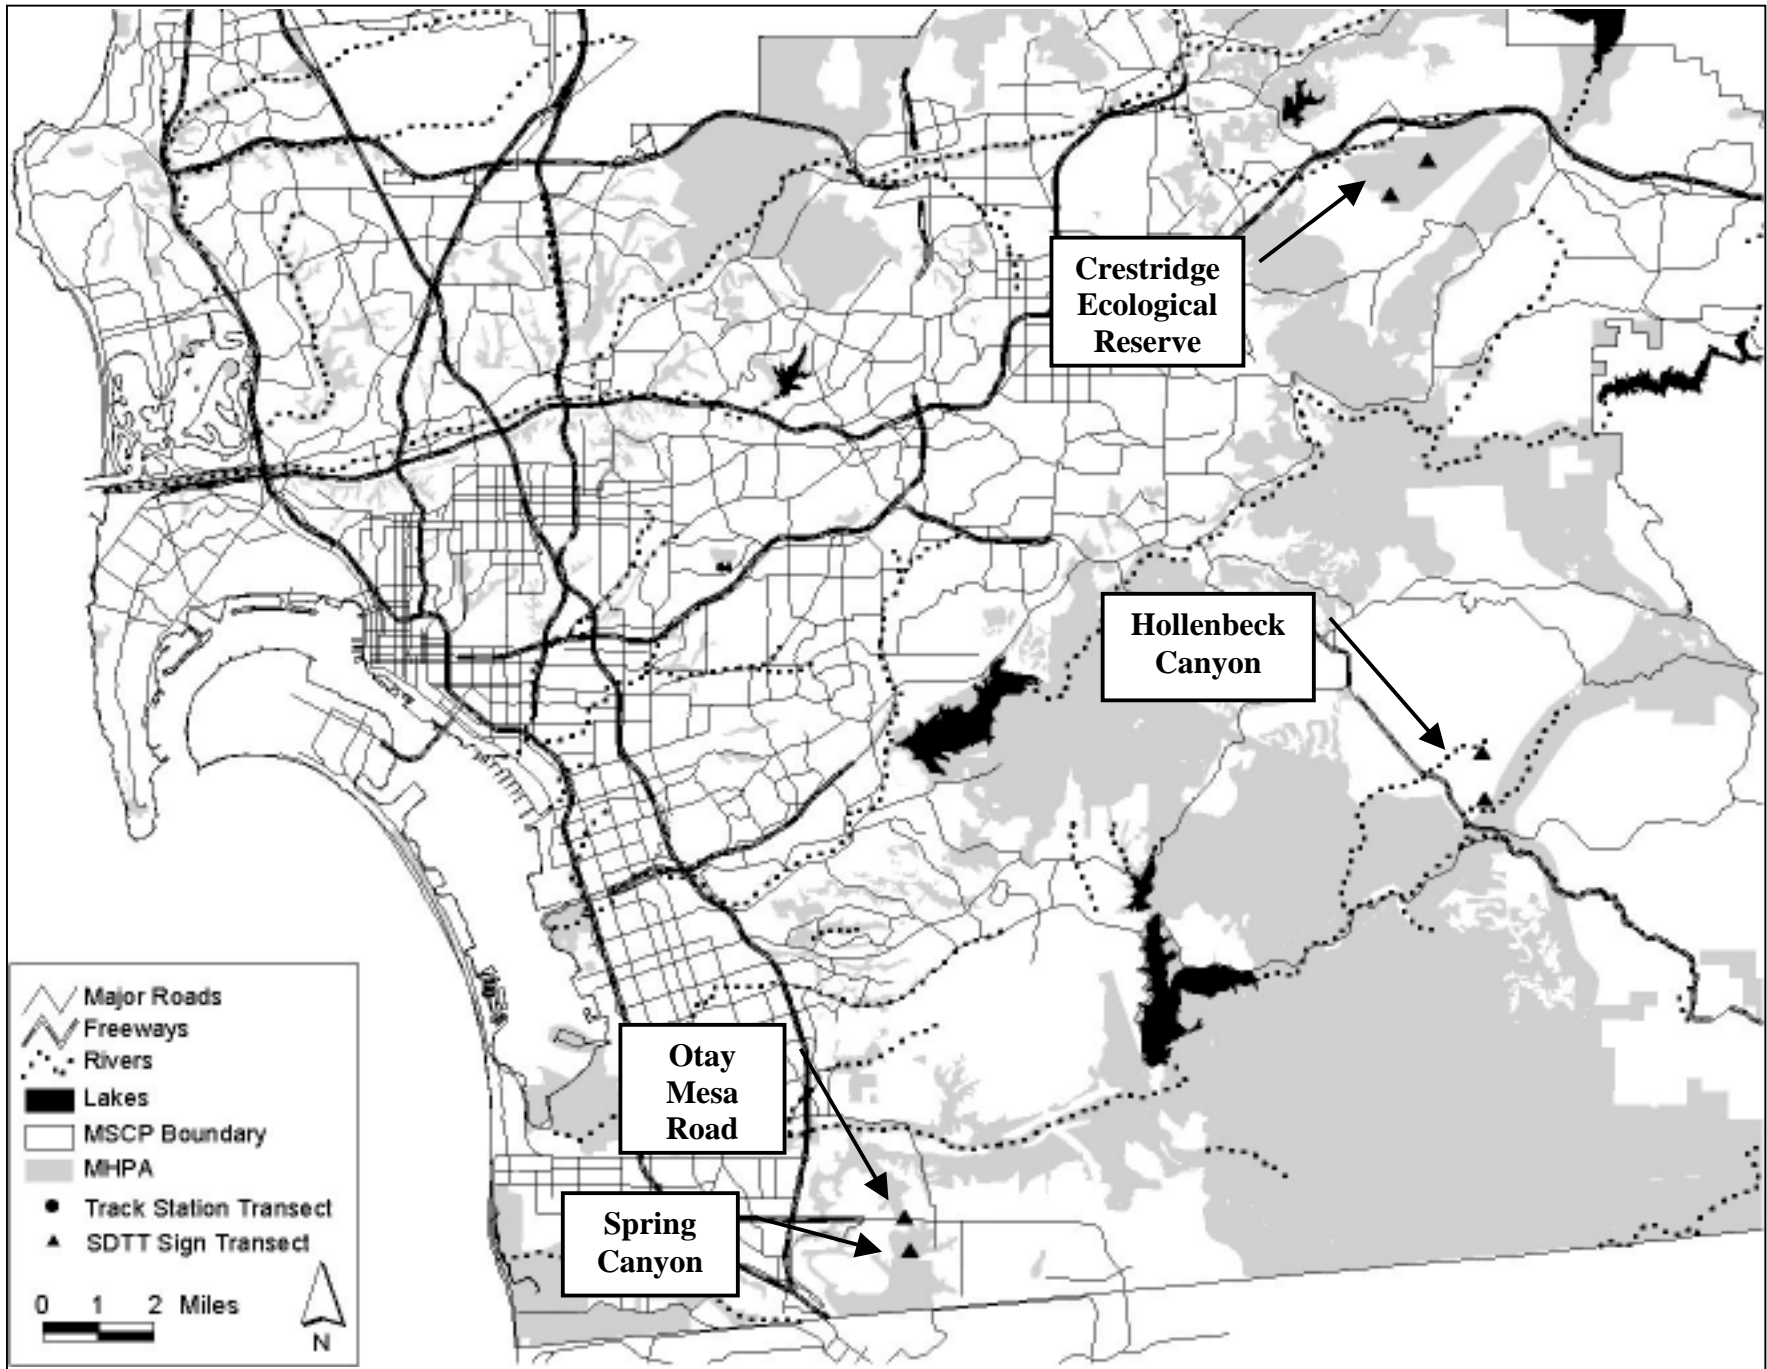 Crestridge
Ecological
Reserve
Hollenbeck
Canyon
Otay
Mesa
Road
Spring
Canyon
Major Roads
Freeways
Rivers
Lakes
MSCP Boundary
MHPA
Track Station Transect
SDTT Sign Transect
0 1 2 Miles
N